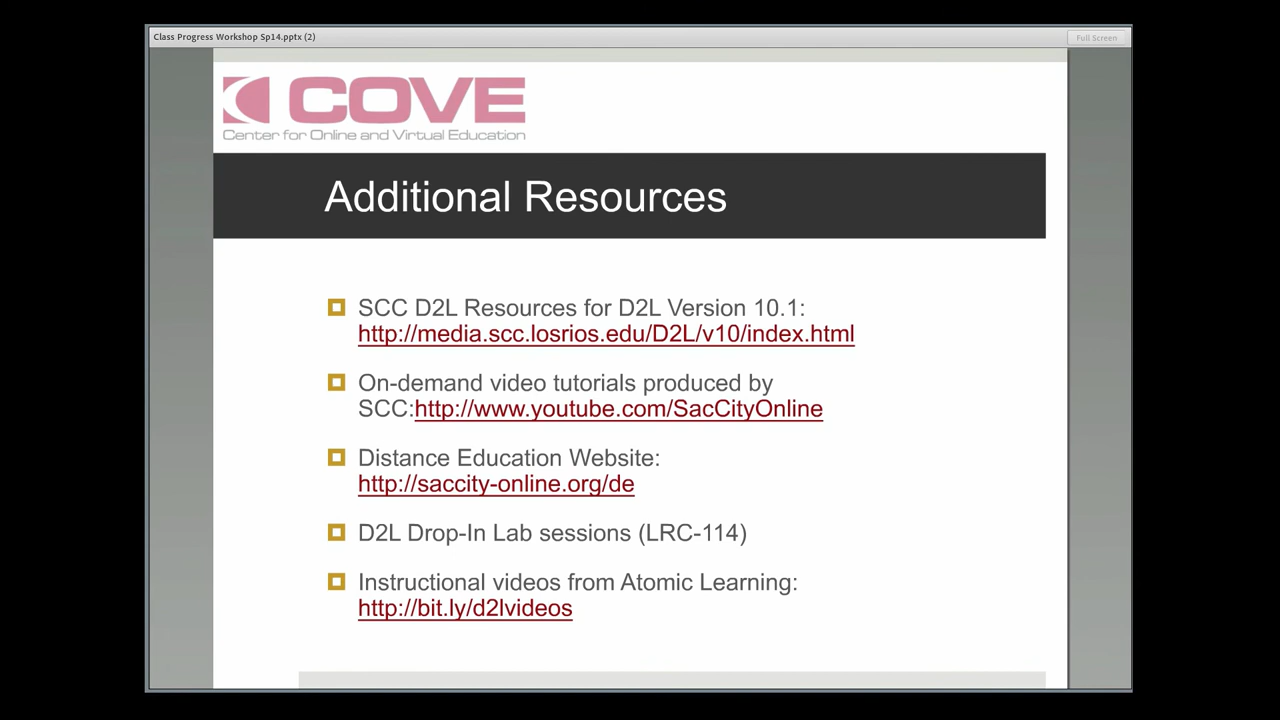 Class Progress Workshop Sp14.pptx (2)
Full Screen
COVE
Center for Online and Virtual Education
Additional Resources
SCC D2L Resources for D2L Version 10.1:
http://media.scc.losrios.edu/D2L/v10/index.html
On-demand video tutorials produced by
SCC:http://www.youtube.com/SacCityOnline
Distance Education Website:
http://saccity-online.org/de
D2L Drop-In Lab sessions (LRC-114)
Instructional videos from Atomic Learning:
http://bit.ly/d2lvideos